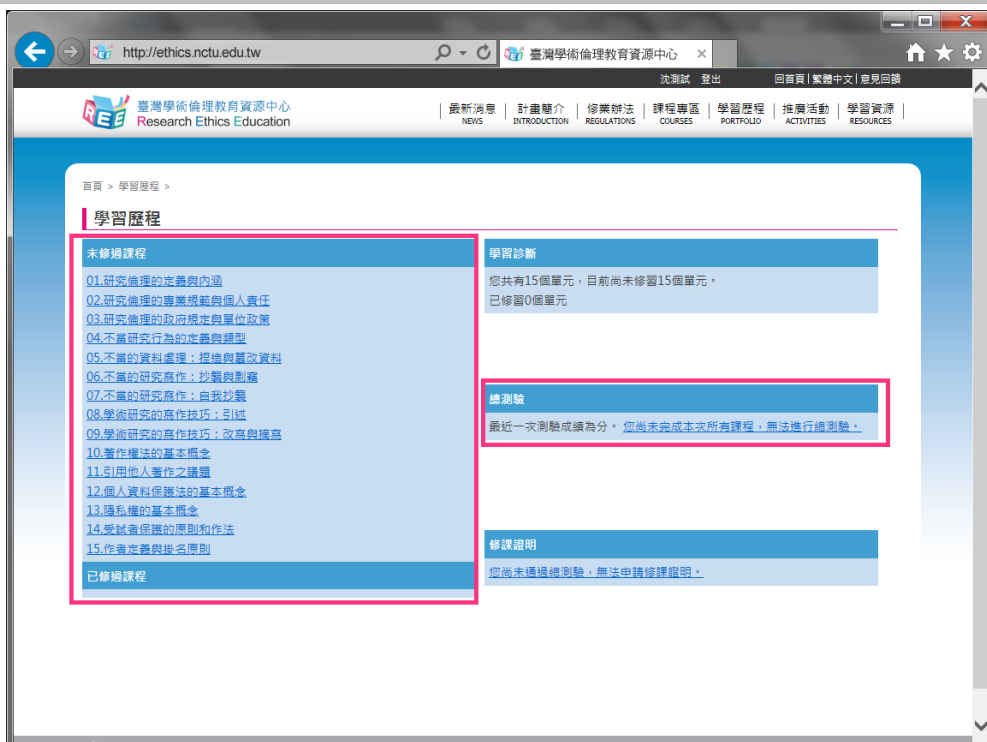 http://ethics.nctu.edu.tw
臺灣學術倫理教育資源中心
沈測試 登出 回首頁 | 繁體中文 | 意見回饋
REE
臺灣學術倫理教育資源中心
Research Ethics Education
最新消息 | 計畫簡介 | 修業辦法 | 課程專區 | 學習歷程 | 推廣活動 | 學習資源
NEWS INTRODUCTION REGULATIONS COURSES PORTFOLIO ACTIVITIES RESOURCES
首頁 > 學習歷程 >
學習歷程
未修過課程
01.研究倫理的定義與內涵
02.研究倫理的專業規範與個人責任
03.研究倫理的政府規定與單位政策
04.不當研究行為的定義與類型
05.不當的資料處理：捏造與篡改資料
06.不當的研究寫作：抄襲與剽竊
07.不當的研究寫作：自我抄襲
08.學術研究的寫作技巧：引述
09.學術研究的寫作技巧：改寫與摘寫
10.著作權法的基本概念
11.引用他人著作之議題
12.個人資料保護法的基本概念
13.隱私權的基本概念
14.受試者保護的原則和作法
15.作者定義與掛名原則
已修過課程
學習診斷
您共有15個單元，目前尚未修習15個單元。
已修習0個單元
總測驗
最近一次測驗成績為分。 您尚未完成本次所有課程，無法進行總測驗。
修課證明
您尚未通過總測驗，無法申請修課證明。